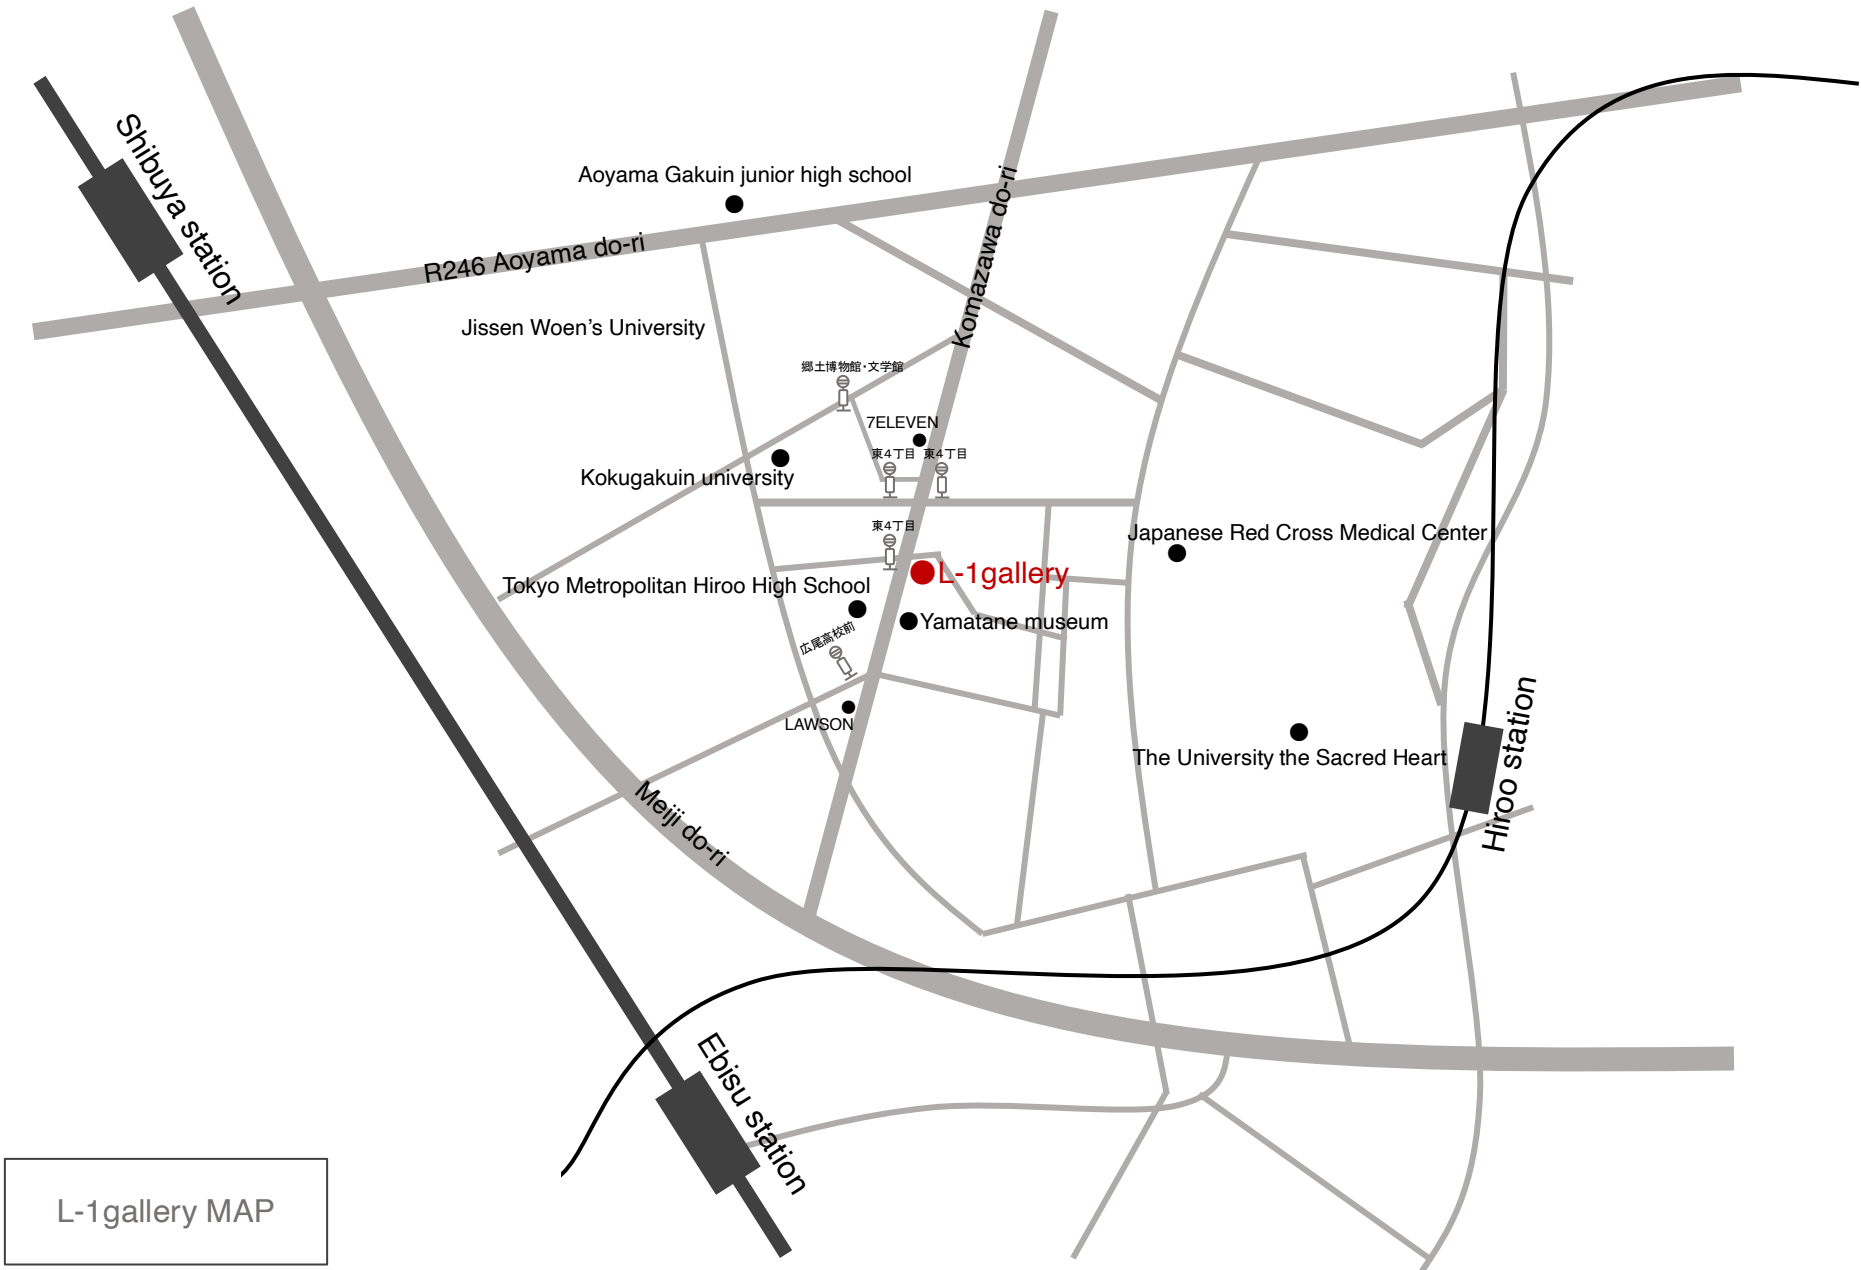 Shibuya station
Aoyama Gakuin junior high school
Komazawa do-ri
R246 Aoyama do-ri
Jissen Woen’s University
郷土博物館・文学館
7ELEVEN
東４丁目
東４丁目
Kokugakuin university
東４丁目
Japanese Red Cross Medical Center
L-1gallery
Tokyo Metropolitan Hiroo High School
Yamatane museum
広尾高校前
LAWSON
The University the Sacred Heart
Hiroo station
Meiji do-ri
Ebisu station
L-1gallery MAP